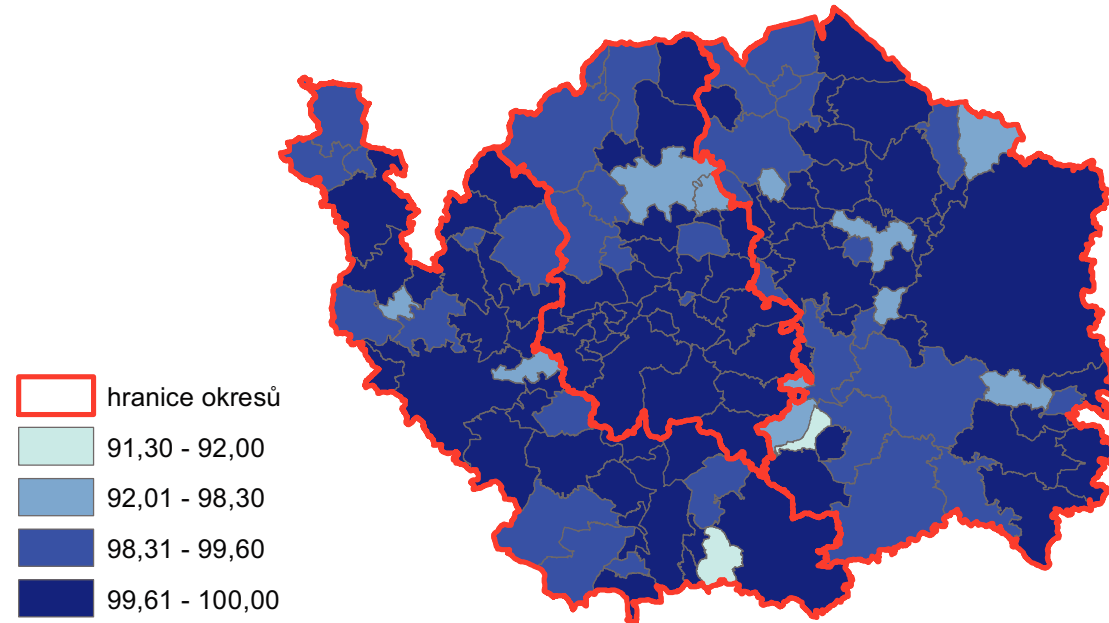 hranice okresů
91,30 - 92,00
92,01 - 98,30
98,31 - 99,60
99,61 - 100,00